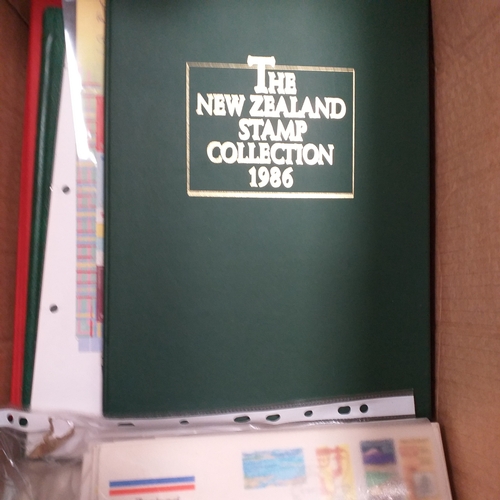 THE
NEW ZEALAND
STAMP
COLLECTION
1986